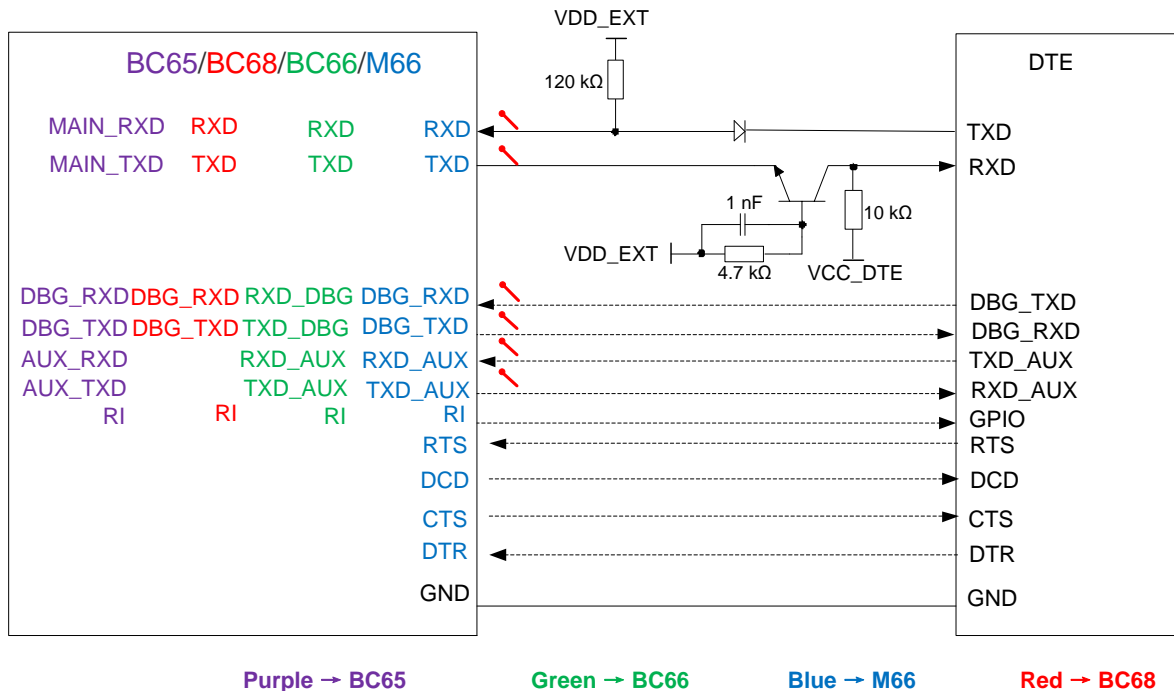 VDD_EXT
BC65/BC68/BC66/M66
DTE
120 kΩ
MAIN_RXD RXD RXD RXD TXD
MAIN_TXD TXD TXD TXD RXD
1 nF
10 kΩ
VDD_EXT
4.7 kΩ
VCC_DTE
DBG_RXD DBG_RXD RXD_DBG DBG_RXD DBG_TXD
DBG_TXD DBG_TXD TXD_DBG DBG_TXD DBG_RXD
AUX_RXD RXD_AUX RXD_AUX TXD_AUX
AUX_TXD TXD_AUX TXD_AUX RXD_AUX
RI RI RI RI GPIO
RTS RTS
DCD DCD
CTS CTS
DTR DTR
GND GND
Purple → BC65 Green → BC66 Blue → M66 Red → BC68